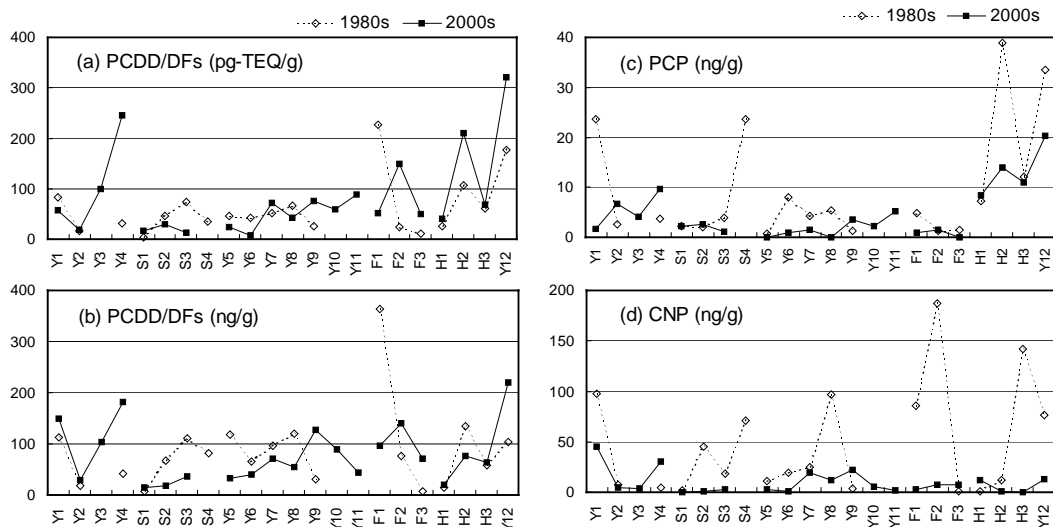 1980s 2000s
(a) PCDD/DFs (pg-TEQ/g)
400
300
200
100
0
Y1 Y2 Y3 Y4 S1 S2 S3 S4 Y5 Y6 Y7 Y8 Y9 Y10 Y11 F1 F2 F3 H1 H2 H3 Y12
(b) PCDD/DFs (ng/g)
400
300
200
100
0
Y1 Y2 Y3 Y4 S1 S2 S3 S4 Y5 Y6 Y7 Y8 Y9 Y10 Y11 F1 F2 F3 H1 H2 H3 Y12
1980s 2000s
(c) PCP (ng/g)
40
30
20
10
0
Y1 Y2 Y3 Y4 S1 S2 S3 S4 Y5 Y6 Y7 Y8 Y9 Y10 Y11 F1 F2 F3 H1 H2 H3 Y12
(d) CNP (ng/g)
200
150
100
50
0
Y1 Y2 Y3 Y4 S1 S2 S3 S4 Y5 Y6 Y7 Y8 Y9 Y10 Y11 F1 F2 F3 H1 H2 H3 Y12